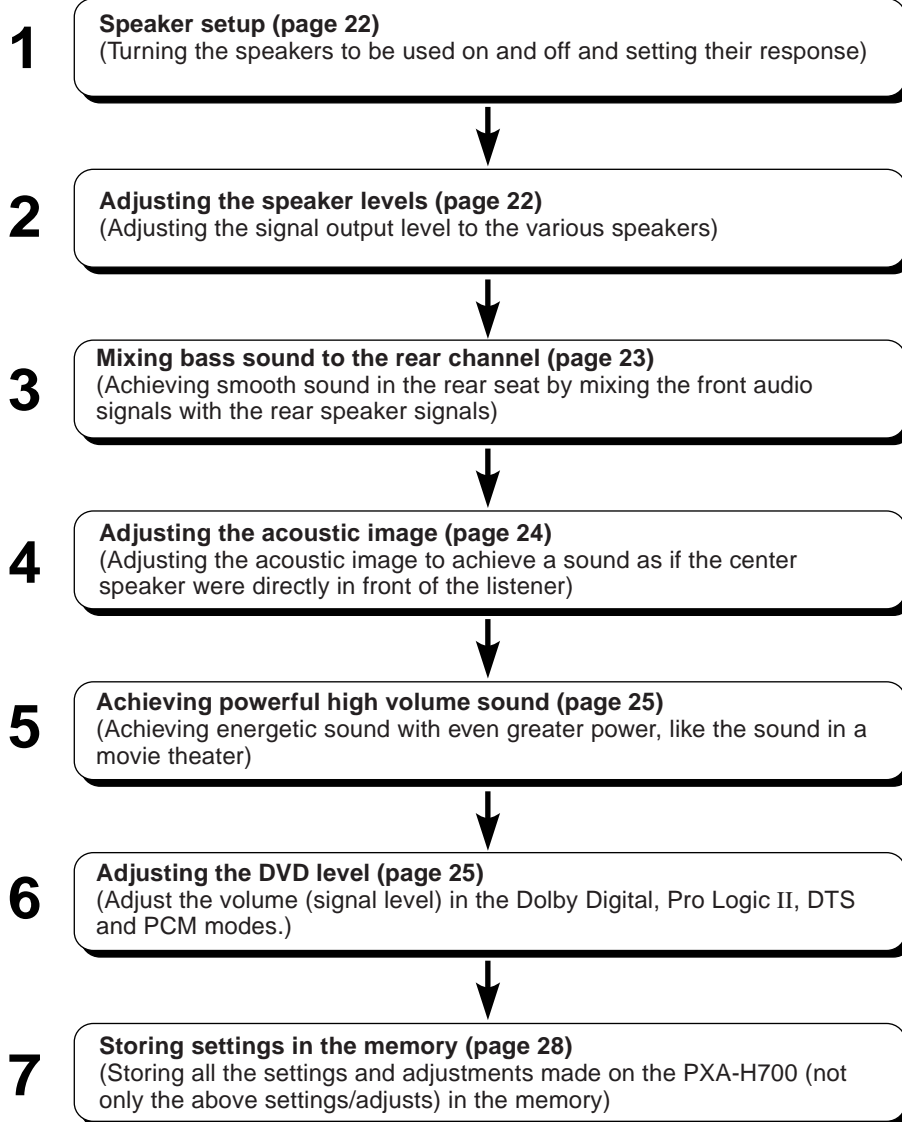 1
Speaker setup (page 22)
(Turning the speakers to be used on and off and setting their response)
2
Adjusting the speaker levels (page 22)
(Adjusting the signal output level to the various speakers)
3
Mixing bass sound to the rear channel (page 23)
(Achieving smooth sound in the rear seat by mixing the front audio
signals with the rear speaker signals)
4
Adjusting the acoustic image (page 24)
(Adjusting the acoustic image to achieve a sound as if the center
speaker were directly in front of the listener)
5
Achieving powerful high volume sound (page 25)
(Achieving energetic sound with even greater power, like the sound in a
movie theater)
6
Adjusting the DVD level (page 25)
(Adjust the volume (signal level) in the Dolby Digital, Pro Logic II, DTS
and PCM modes.)
7
Storing settings in the memory (page 28)
(Storing all the settings and adjustments made on the PXA-H700 (not
only the above settings/adjusts) in the memory)